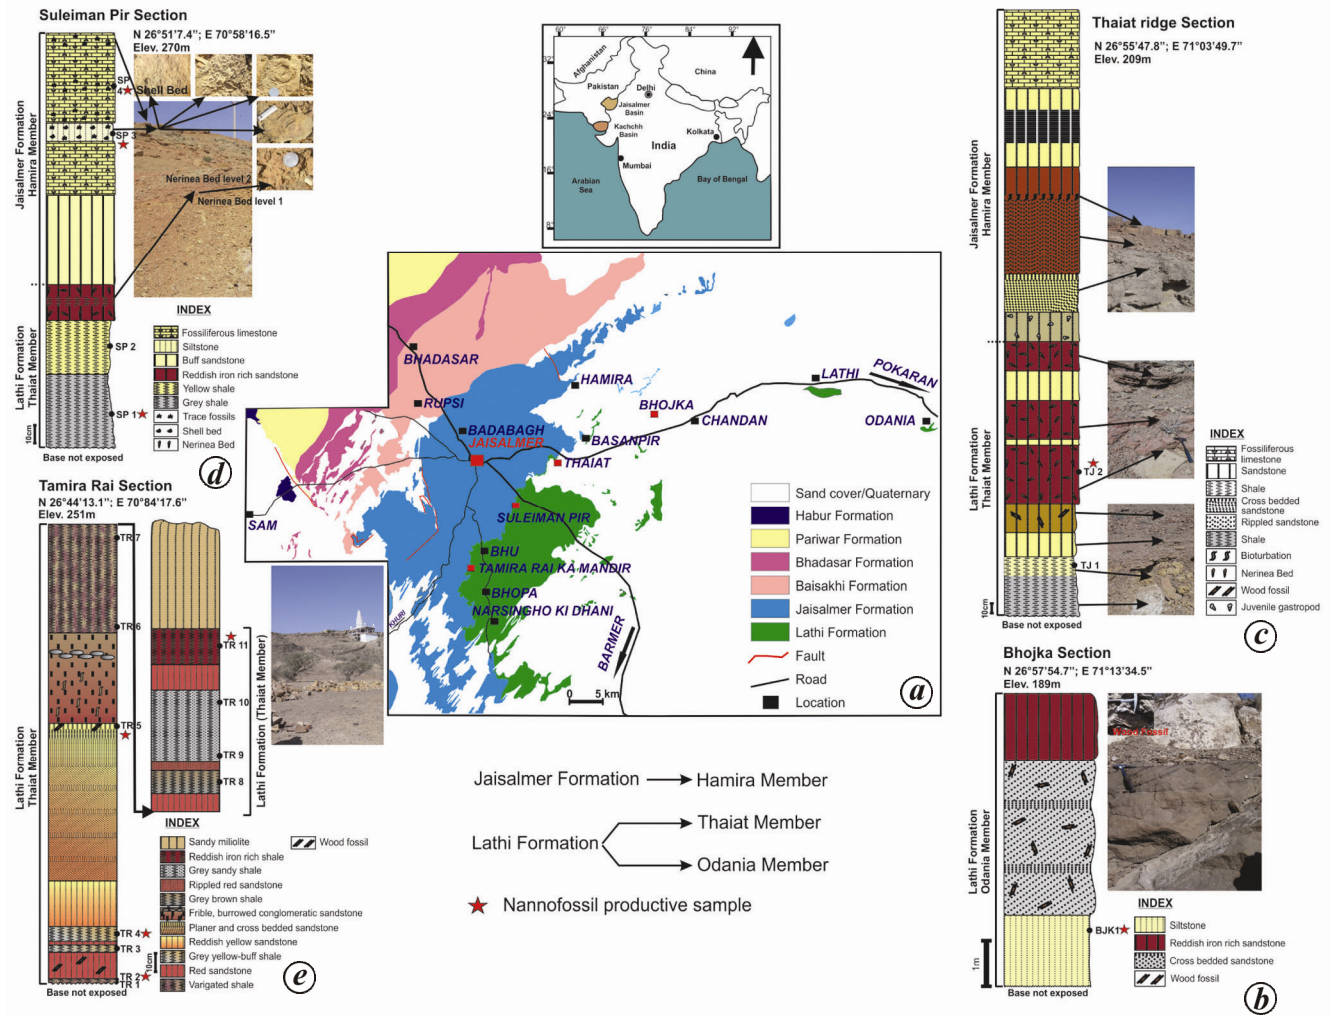 Suleiman Pir Section
N 26°51'7.4”; E 70°58'16.5”
Elev. 270m
Jaisalmer Formation
Hamira Member
Lathi Formation
Thaiat Member
SP 4
Shell Bed
SP 3
Nerinea Bed level 2
Nerinea Bed level 1
SP 2
SP 1
10cm
Base not exposed
INDEX
Fossiliferous limestone
Siltstone
Buff sandstone
Reddish iron rich sandstone
Yellow shale
Grey shale
Trace fossils
Shell bed
Nerinea Bed
d
60°
68°
76°
84°
92°
32°
24°
16°
8°
Afghanistan
China
Pakistan
Delhi
Jaisalmer
Basin
Kachchh
Basin
Kolkata
India
Mumbai
Arabian
Sea
Bay of Bengal
Thaiat ridge Section
N 26°55'47.8”; E 71°03'49.7”
Elev. 209m
Jaisalmer Formation
Hamira Member
Lathi Formation
Thaiat Member
TJ 2
TJ 1
10cm
Base not exposed
INDEX
Fossiliferous
limestone
Sandstone
Shale
Cross bedded
sandstone
Rippled sandstone
Shale
Bioturbation
Nerinea Bed
Wood fossil
Juvenile gastropod
c
BHADASAR
RUPSI
BADABAGH
JAISALMER
HAMIRA
BASANPIR
THAIAT
BHOJKA
CHANDAN
LATHI
POKARAN
ODANIA
SAM
SULEIMAN PIR
BHU
TAMIRA RAI KA MANDIR
BHOPA
NARSINGHO KI DHANI
KHURI
BARMER
0 5 km
Sand cover/Quaternary
Habur Formation
Pariwar Formation
Bhadasar Formation
Baisakhi Formation
Jaisalmer Formation
Lathi Formation
Fault
Road
Location
a
Tamira Rai Section
N 26°44'13.1”; E 70°84'17.6”
Elev. 251m
Lathi Formation
Thaiat Member
TR 7
TR 6
TR 5
TR 4
TR 3
TR 2
TR 1
10cm
Base not exposed
TR 11
TR 10
TR 9
TR 8
Lathi Formation (Thaiat Member)
INDEX
Sandy miliolite
Wood fossil
Reddish iron rich shale
Grey sandy shale
Rippled red sandstone
Grey brown shale
Frible, burrowed conglomeratic sandstone
Planer and cross bedded sandstone
Reddish yellow sandstone
Grey yellow-buff shale
Red sandstone
Varigated shale
e
Jaisalmer Formation
Hamira Member
Lathi Formation
Thaiat Member
Odania Member
Nannofossil productive sample
Bhojka Section
N 26°57'54.7”; E 71°13'34.5”
Elev. 189m
Lathi Formation
Odania Member
Wood Fossil
BJK1
1m
Base not exposed
INDEX
Siltstone
Reddish iron rich sandstone
Cross bedded sandstone
Wood fossil
b